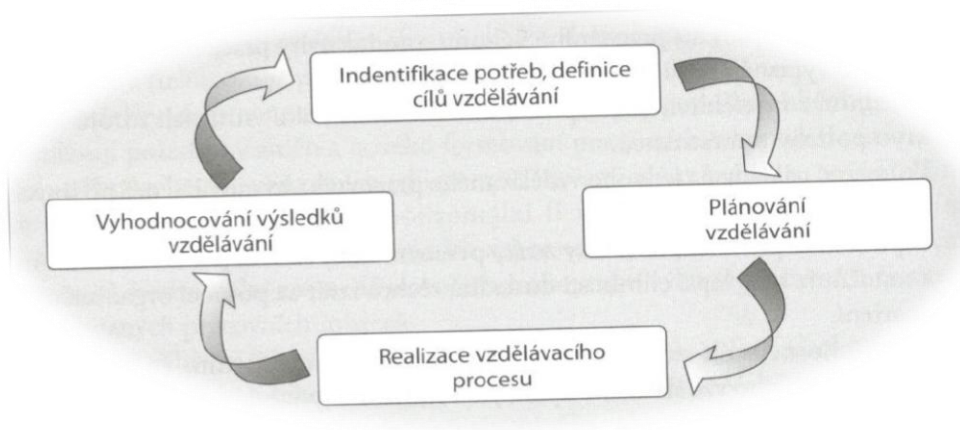 Indentifikace potřeb, definice
cílů vzdělávání
Plánování
vzdělávání
Realizace vzdělávacího
procesu
Vyhodnocování výsledků
vzdělávání